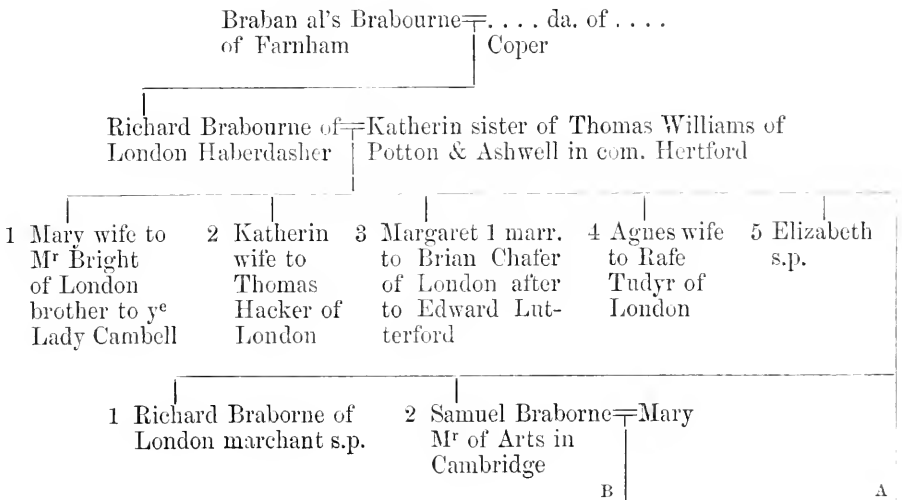 Braban al's Brabourne=. . . . da. of . . . .
of Farnham
Coper
Richard Brabourne of=Katherin sister of Thomas Williams of
London Haberdasher
Potton & Ashwell in com. Hertford
1 Mary wife to
Mr Bright
of London
brother to ye
Lady Cambell
2 Katherin
wife to
Thomas
Hacker of
London
3 Margaret 1 marr.
to Brian Chafer
of London after
to Edward Lut-
terford
4 Agnes wife
to Rafe
Tudyr of
London
5 Elizabeth
s.p.
1 Richard Braborne of
London marchant s.p.
2 Samuel Braborne=Mary
Mr of Arts in
Cambridge
B
A